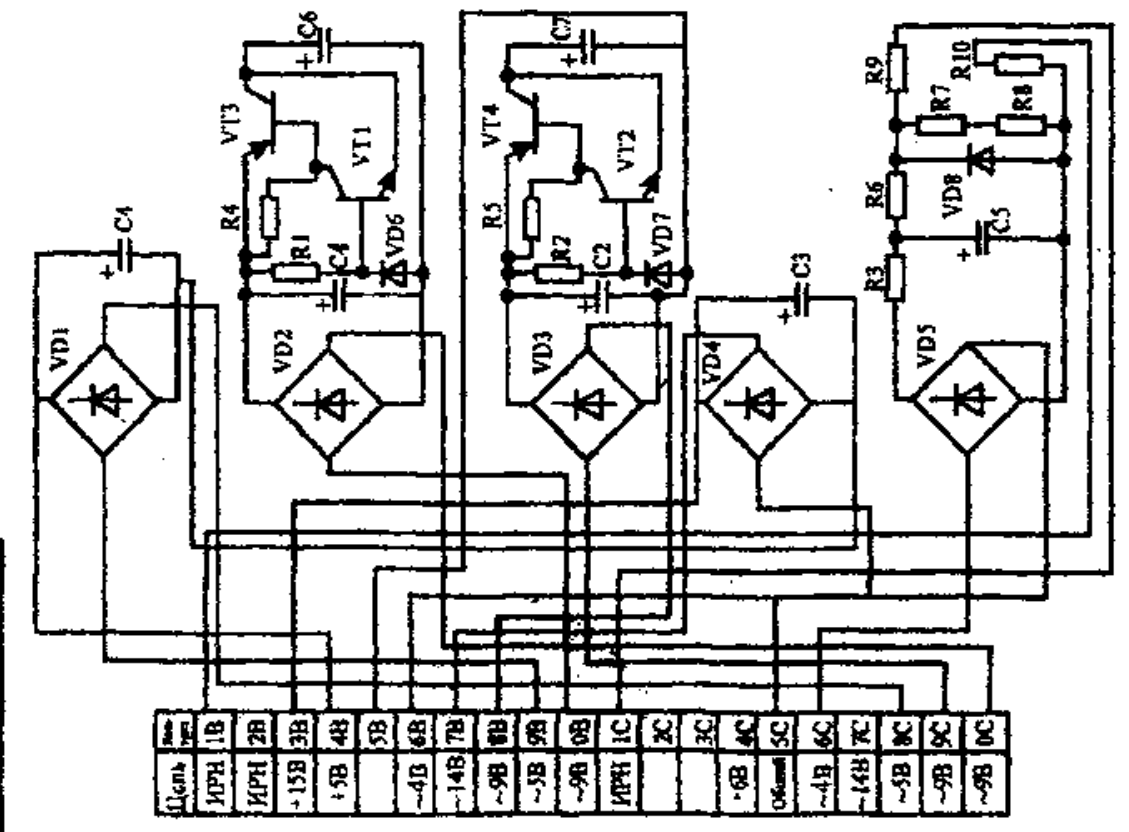 C4
VD1
C6
VT3
VT1
R4
R1
C4
VD6
VD2
C7
VT4
VT2
R5
R2
C2
VD7
VD3
C3
VD4
R9
R10
R7
R8
R6
VD8
C5
R3
VD5
Цепь
ИРН 1В
ИРН 2В
+15В 3В
+5В 4В
5В
~4В 6В
~14В 7В
~9В 8В
~5В 9В
~9В 0В
ИРН 1С
2С
3С
+6В 4С
Общий 5С
~4В 6С
~14В 7С
~5В 8С
~9В 9С
~9В 0С